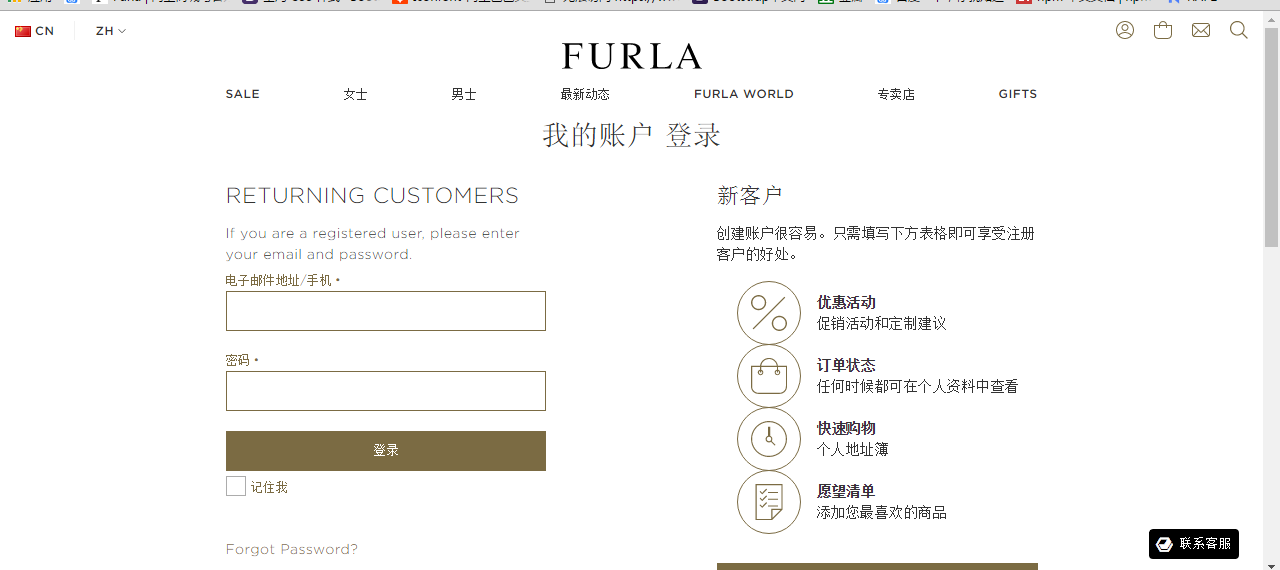 CN
ZH
FURLA
SALE
女士
男士
最新动态
FURLA WORLD
专卖店
GIFTS
我的账户 登录
RETURNING CUSTOMERS
If you are a registered user, please enter
your email and password.
电子邮件地址/手机 •
密码 •
登录
记住我
Forgot Password?
新客户
创建账户很容易。只需填写下方表格即可享受注册
客户的好处。
优惠活动
促销活动和定制建议
订单状态
任何时候都可在个人资料中查看
快速购物
个人地址簿
愿望清单
添加您最喜欢的商品
联系客服